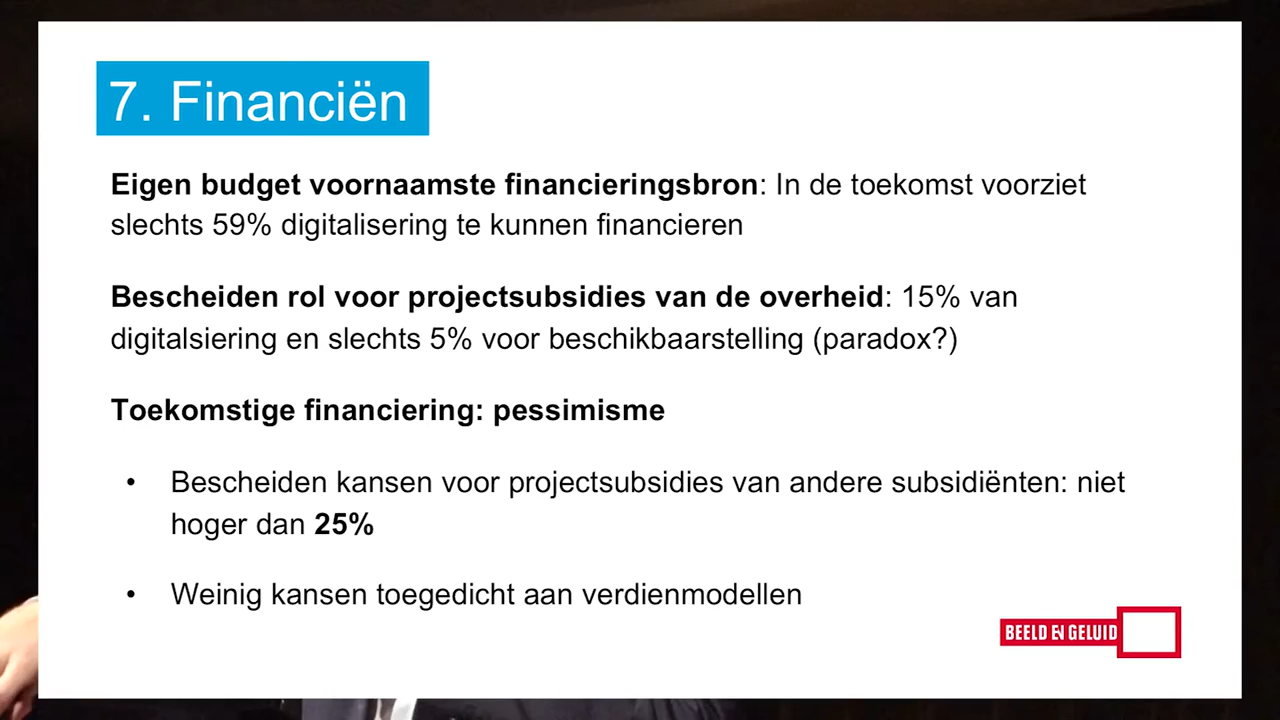 7. Financiën
Eigen budget voornaamste financieringsbron: In de toekomst voorziet
slechts 59% digitalisering te kunnen financieren
Bescheiden rol voor projectsubsidies van de overheid: 15% van
digitalsiering en slechts 5% voor beschikbaarstelling (paradox?)
Toekomstige financiering: pessimisme
• Bescheiden kansen voor projectsubsidies van andere subsidiënten: niet
hoger dan 25%
• Weinig kansen toegedicht aan verdienmodellen
BEELD EN GELUID